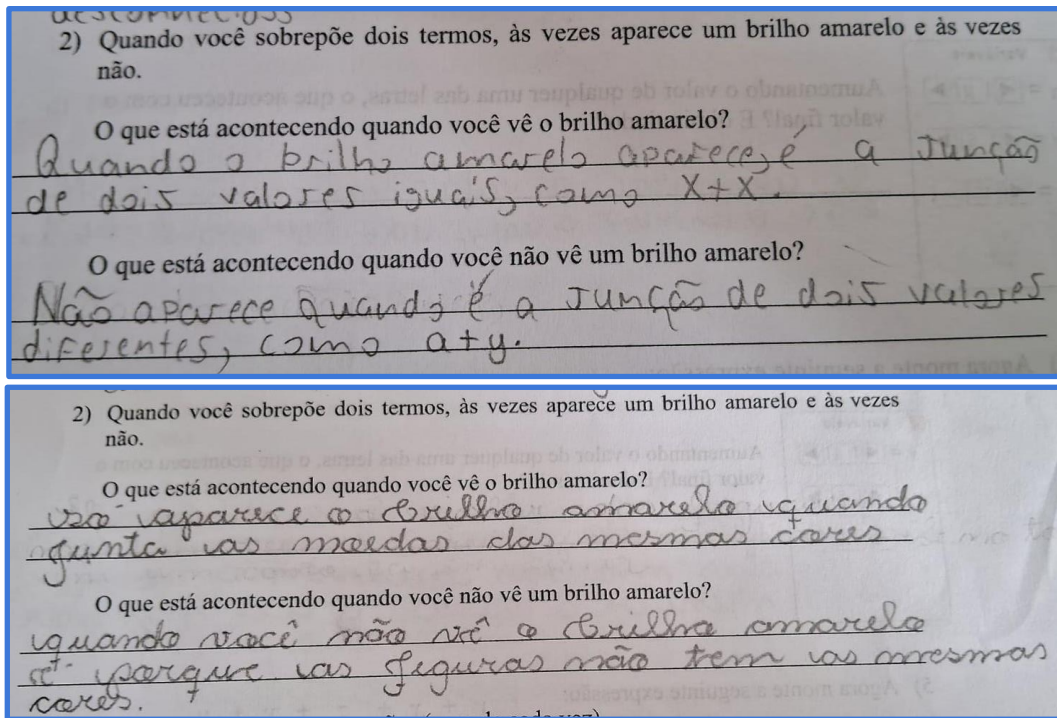 desconhecidos
2) Quando você sobrepõe dois termos, às vezes aparece um brilho amarelo e às vezes
não.
O que está acontecendo quando você vê o brilho amarelo?
Quando o brilho amarelo aparece, é a junção
de dois valores iguais, como x+x.
O que está acontecendo quando você não vê um brilho amarelo?
Não aparece quando é a junção de dois valores
diferentes, como a+y.
2) Quando você sobrepõe dois termos, às vezes aparece um brilho amarelo e às vezes
não.
O que está acontecendo quando você vê o brilho amarelo?
aparece o brilho amarelo quando
junta as moedas das mesmas cores
O que está acontecendo quando você não vê um brilho amarelo?
quando você não vê o brilho amarelo
é porque as figuras não tem as mesmas
cores.